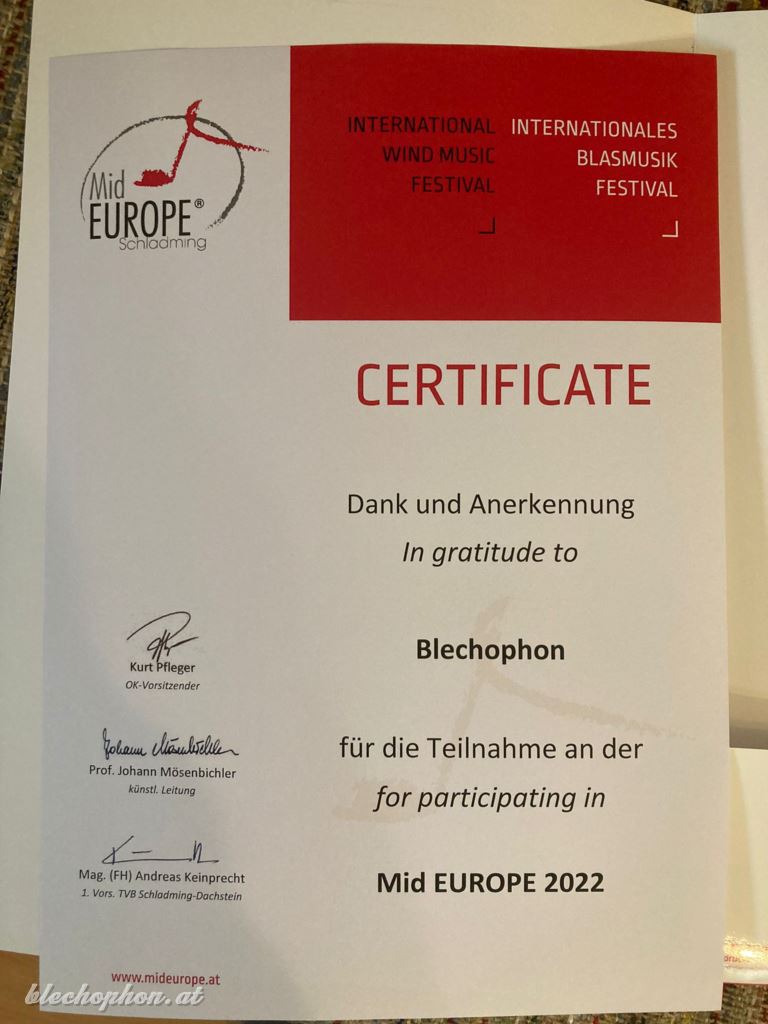 Mid
EUROPE®
Schladming
INTERNATIONAL
WIND MUSIC
FESTIVAL
INTERNATIONALES
BLASMUSIK
FESTIVAL
CERTIFICATE
Dank und Anerkennung
In gratitude to
Blechophon
für die Teilnahme an der
for participating in
Mid EUROPE 2022
Kurt Pfleger
OK-Vorsitzender
Johann Mösenbichler
Prof. Johann Mösenbichler
künstl. Leitung
Mag. (FH) Andreas Keinprecht
1. Vors. TVB Schladming-Dachstein
www.mideurope.at
blechophon.at